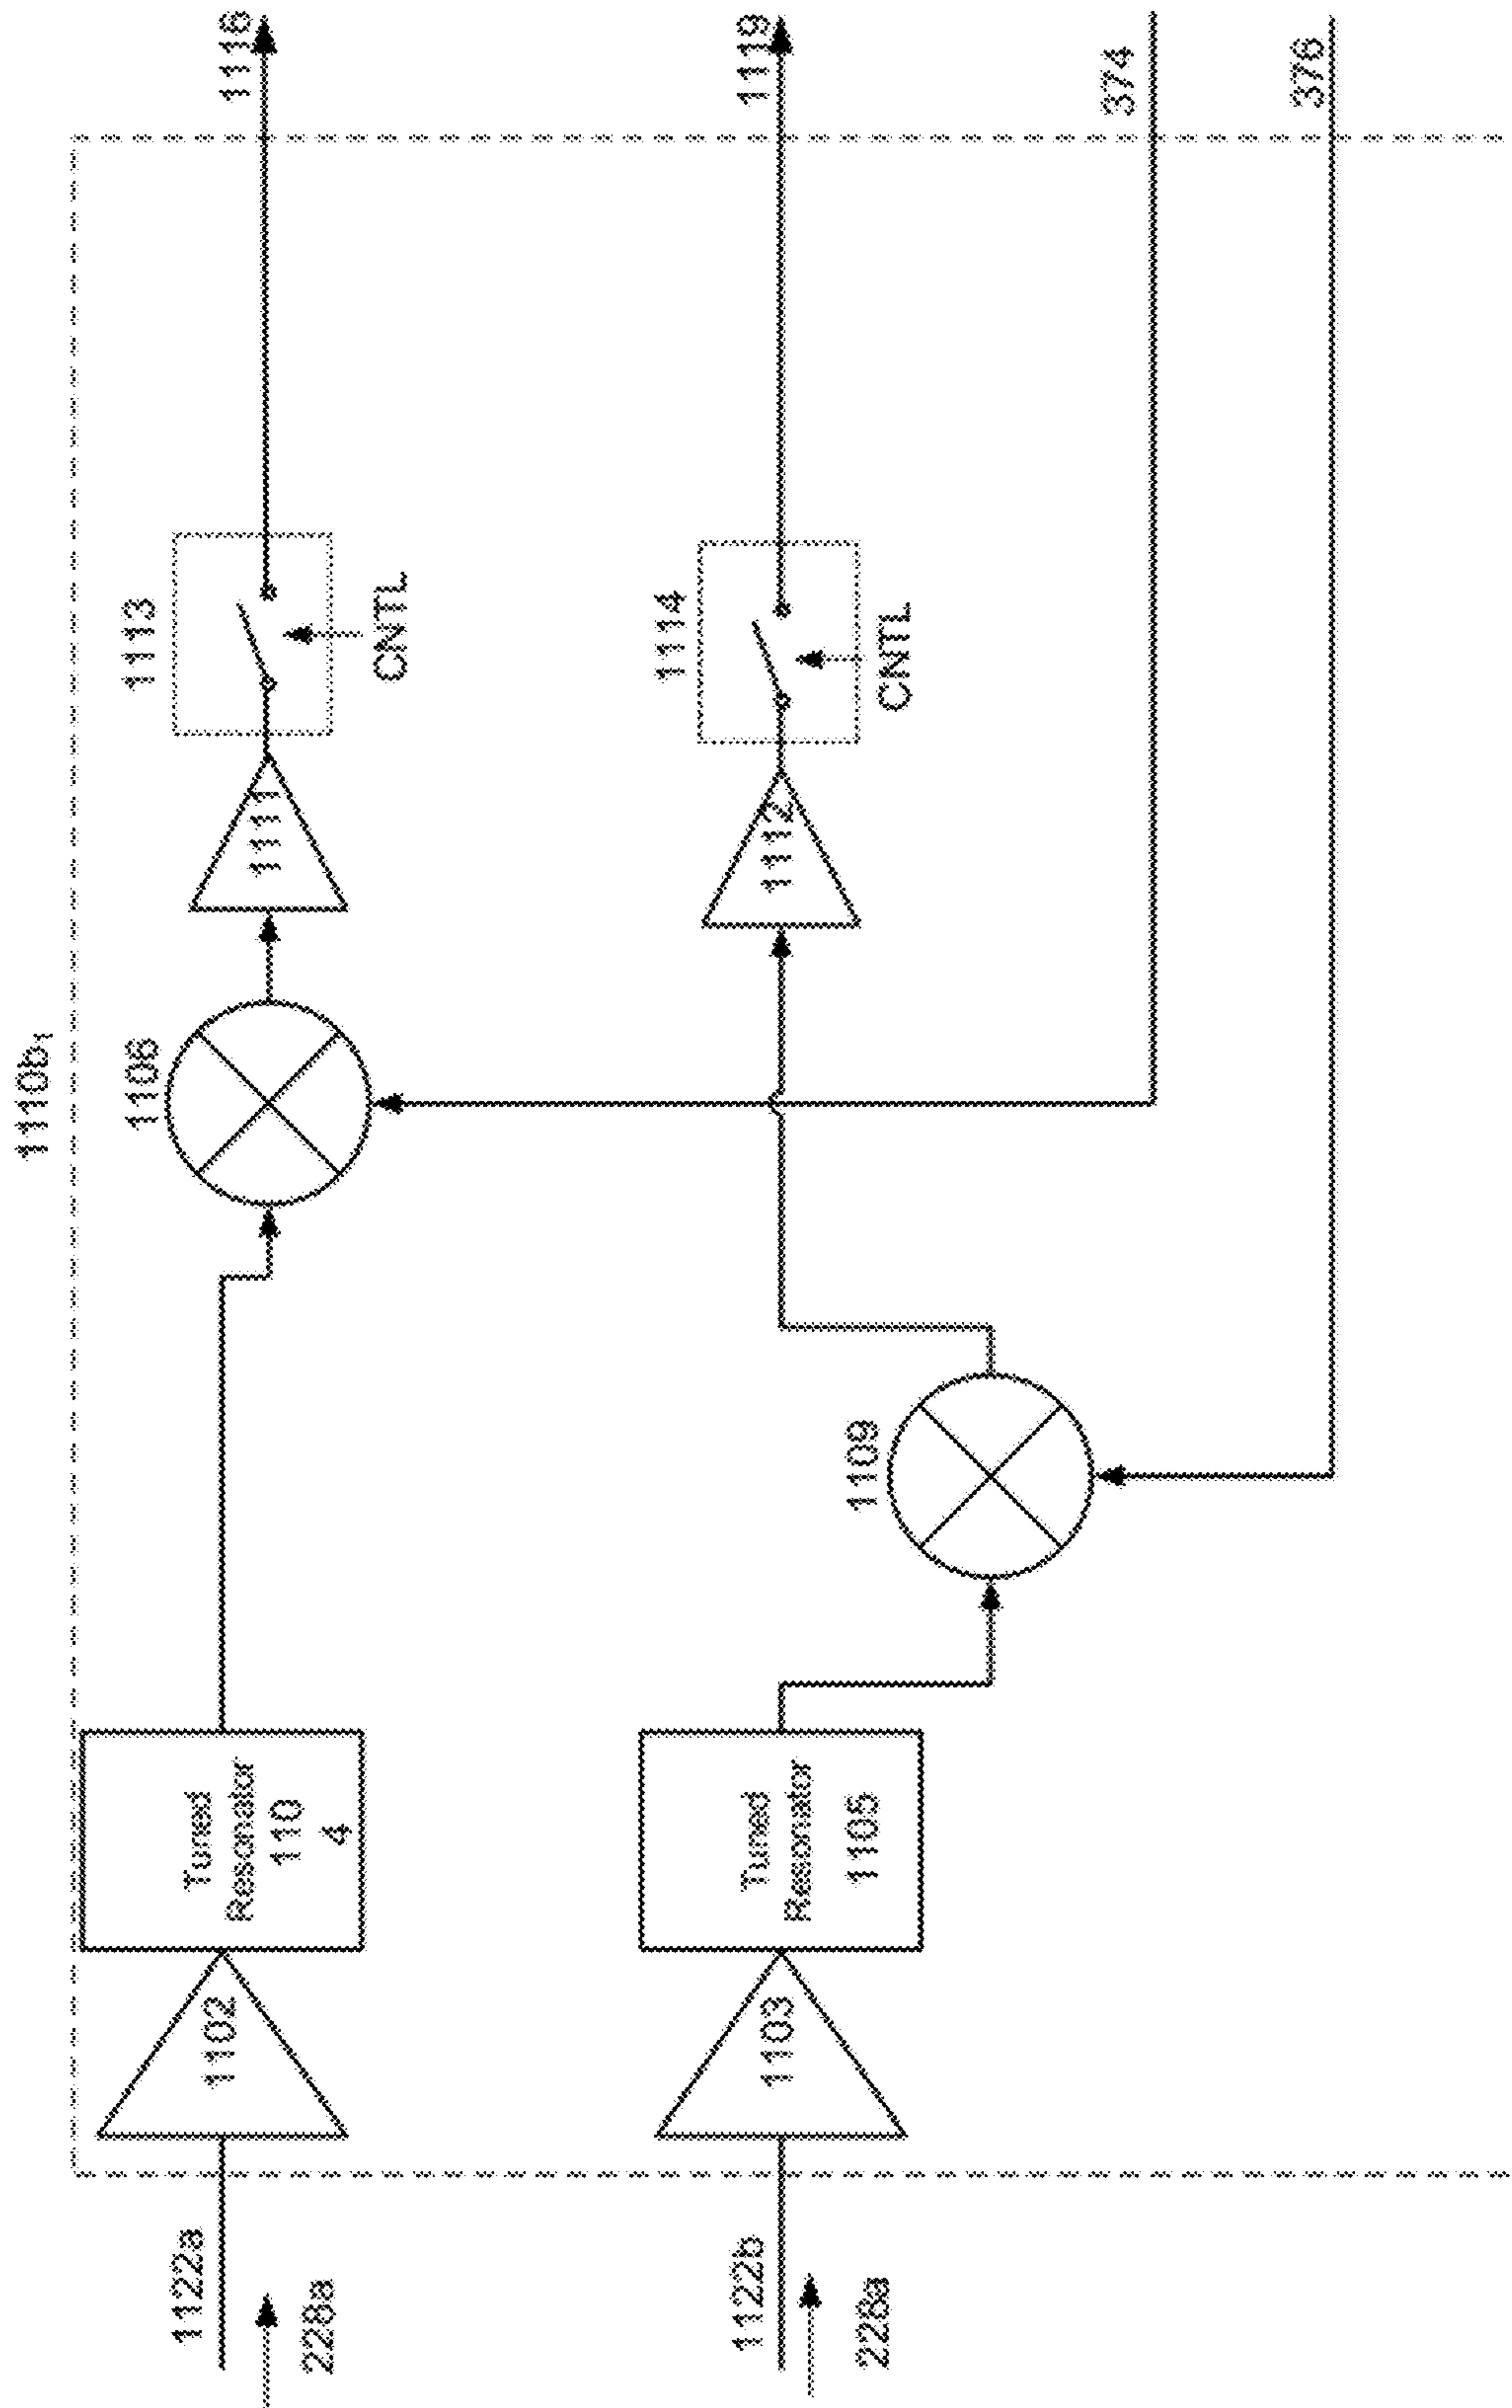 1110b₁
1122a
228a
1102
Tuned
Resonator
110
4
1108
1111
1113
CNTL
1116
1122b
228a
1103
Tuned
Resonator
1105
1109
1112
1114
CNTL
1119
374
376